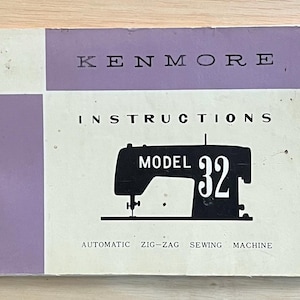 KENMORE
INSTRUCTIONS
MODEL 32
AUTOMATIC ZIG-ZAG SEWING MACHINE